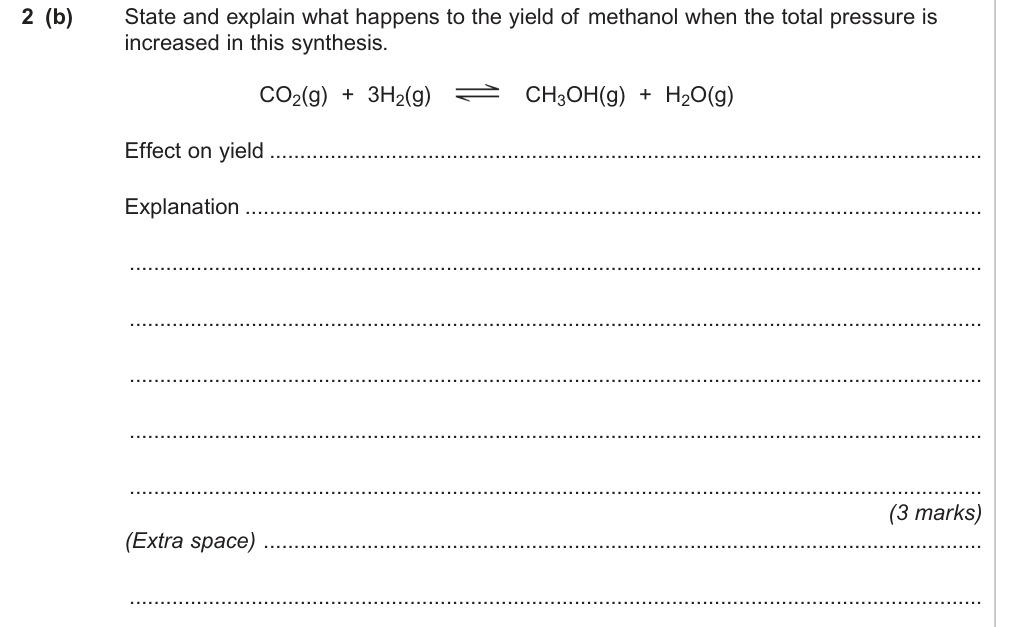 2 (b) State and explain what happens to the yield of methanol when the total pressure is
increased in this synthesis.
CO₂(g) + 3H₂(g) ⇌ CH₃OH(g) + H₂O(g)
Effect on yield ........................................................................................................................
Explanation ............................................................................................................................
................................................................................................................................................
................................................................................................................................................
................................................................................................................................................
................................................................................................................................................
................................................................................................................................................
(3 marks)
(Extra space) .........................................................................................................................
................................................................................................................................................